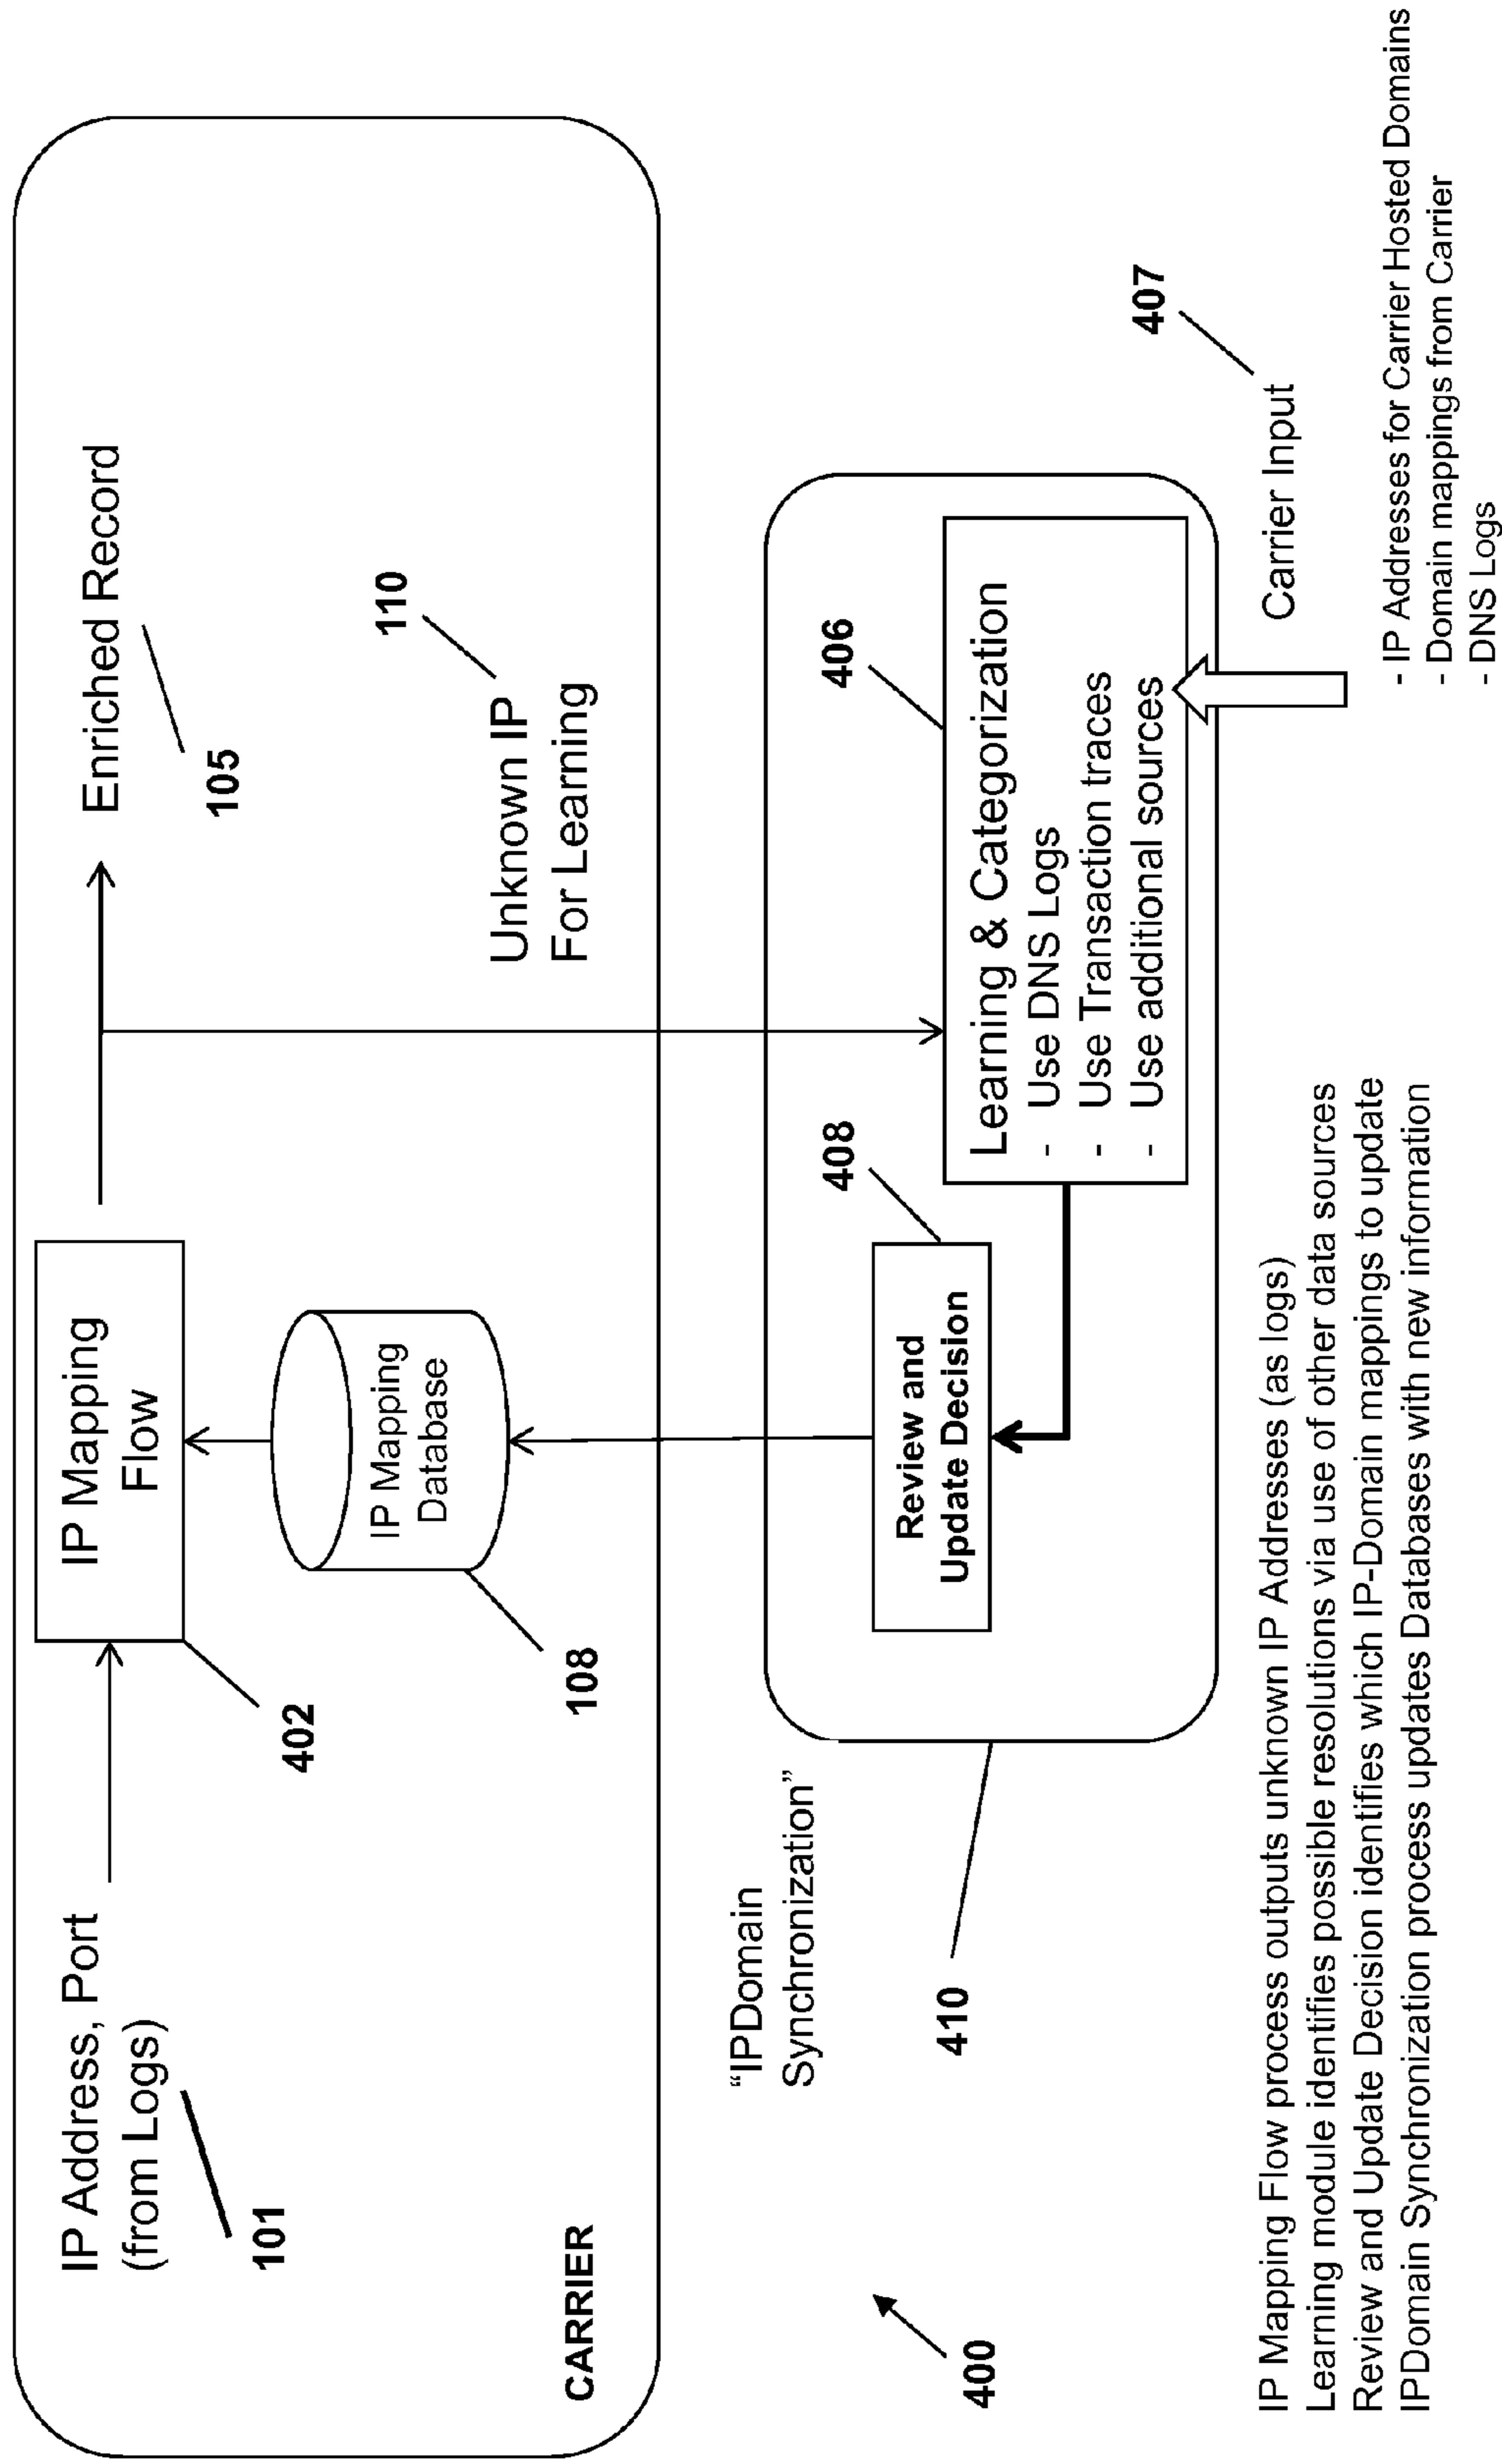 IP Address, Port
(from Logs)
101
IP Mapping
Flow
402
Enriched Record
105
IP Mapping
Database
108
110
Unknown IP
For Learning
CARRIER
"IPDomain
Synchronization"
410
400
408
Review and
Update Decision
406
Learning & Categorization
- Use DNS Logs
- Use Transaction traces
- Use additional sources
407
Carrier Input
- IP Addresses for Carrier Hosted Domains
- Domain mappings from Carrier
- DNS Logs
IP Mapping Flow process outputs unknown IP Addresses (as logs)
Learning module identifies possible resolutions via use of other data sources
Review and Update Decision identifies which IP-Domain mappings to update
IPDomain Synchronization process updates Databases with new information